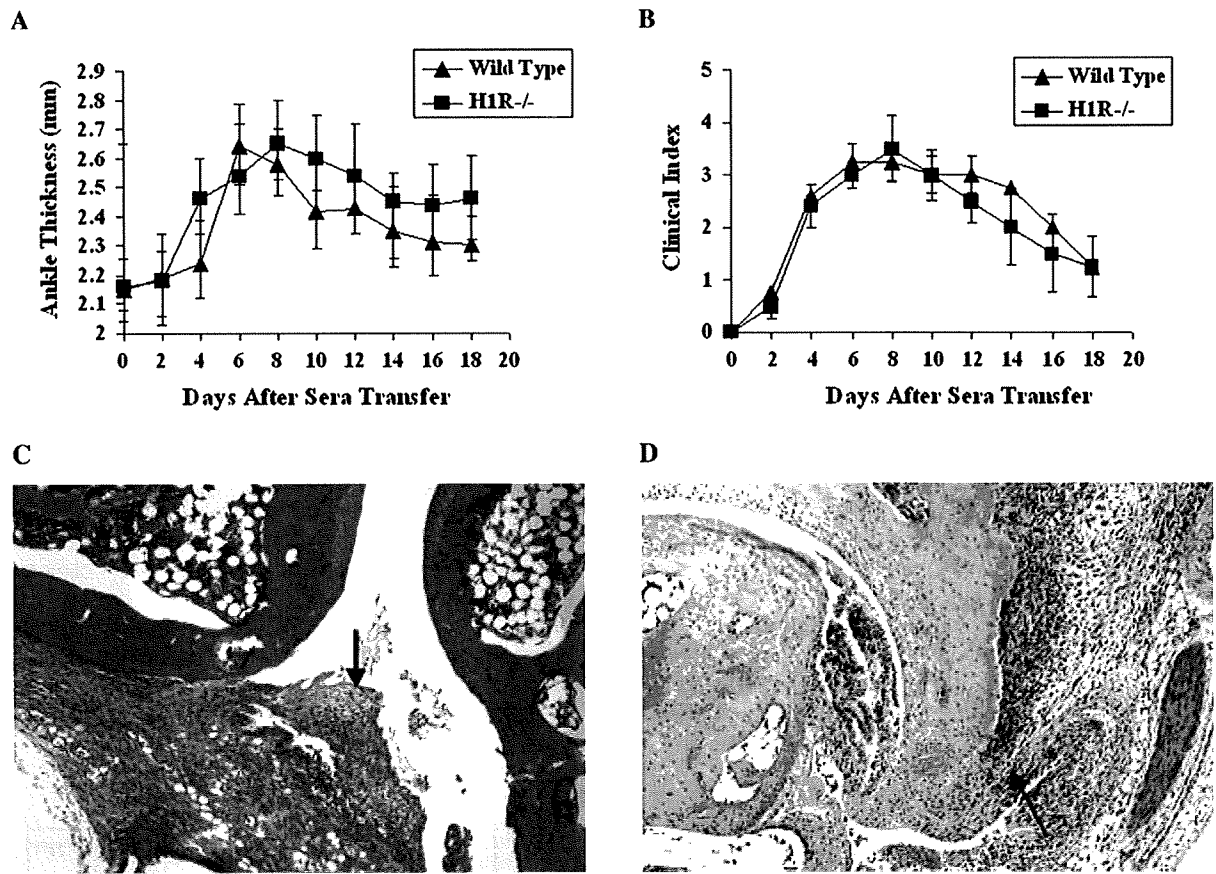 A
Wild Type
H1R-/-
Ankle Thickness (mm)
2.9
2.8
2.7
2.6
2.5
2.4
2.3
2.2
2.1
2
0 2 4 6 8 10 12 14 16 18 20
Days After Sera Transfer
B
Wild Type
H1R-/-
Clinical Index
5
4
3
2
1
0
0 2 4 6 8 10 12 14 16 18 20
Days After Sera Transfer
C
D